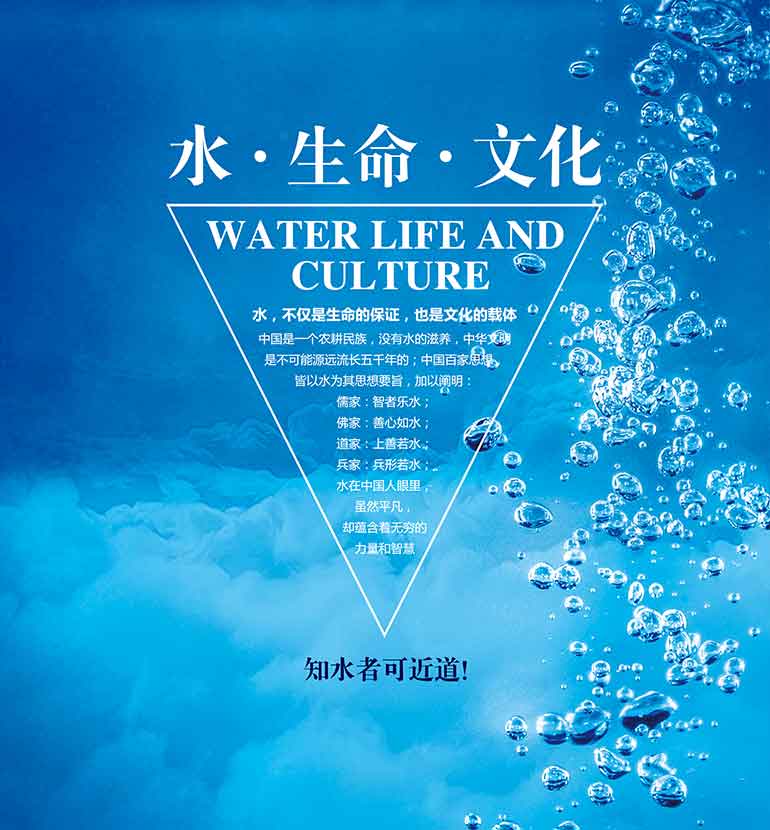 水·生命·文化
WATER LIFE AND
CULTURE
水，不仅是生命的保证，也是文化的载体
中国是一个农耕民族，没有水的滋养，中华文明
是不可能源远流长五千年的；中国百家思想，
皆以水为其思想要旨，加以阐明：
儒家：智者乐水；
佛家：善心如水；
道家：上善若水；
兵家：兵形若水；
水在中国人眼里，
虽然平凡，
却蕴含着无穷的
力量和智慧
知水者可近道!